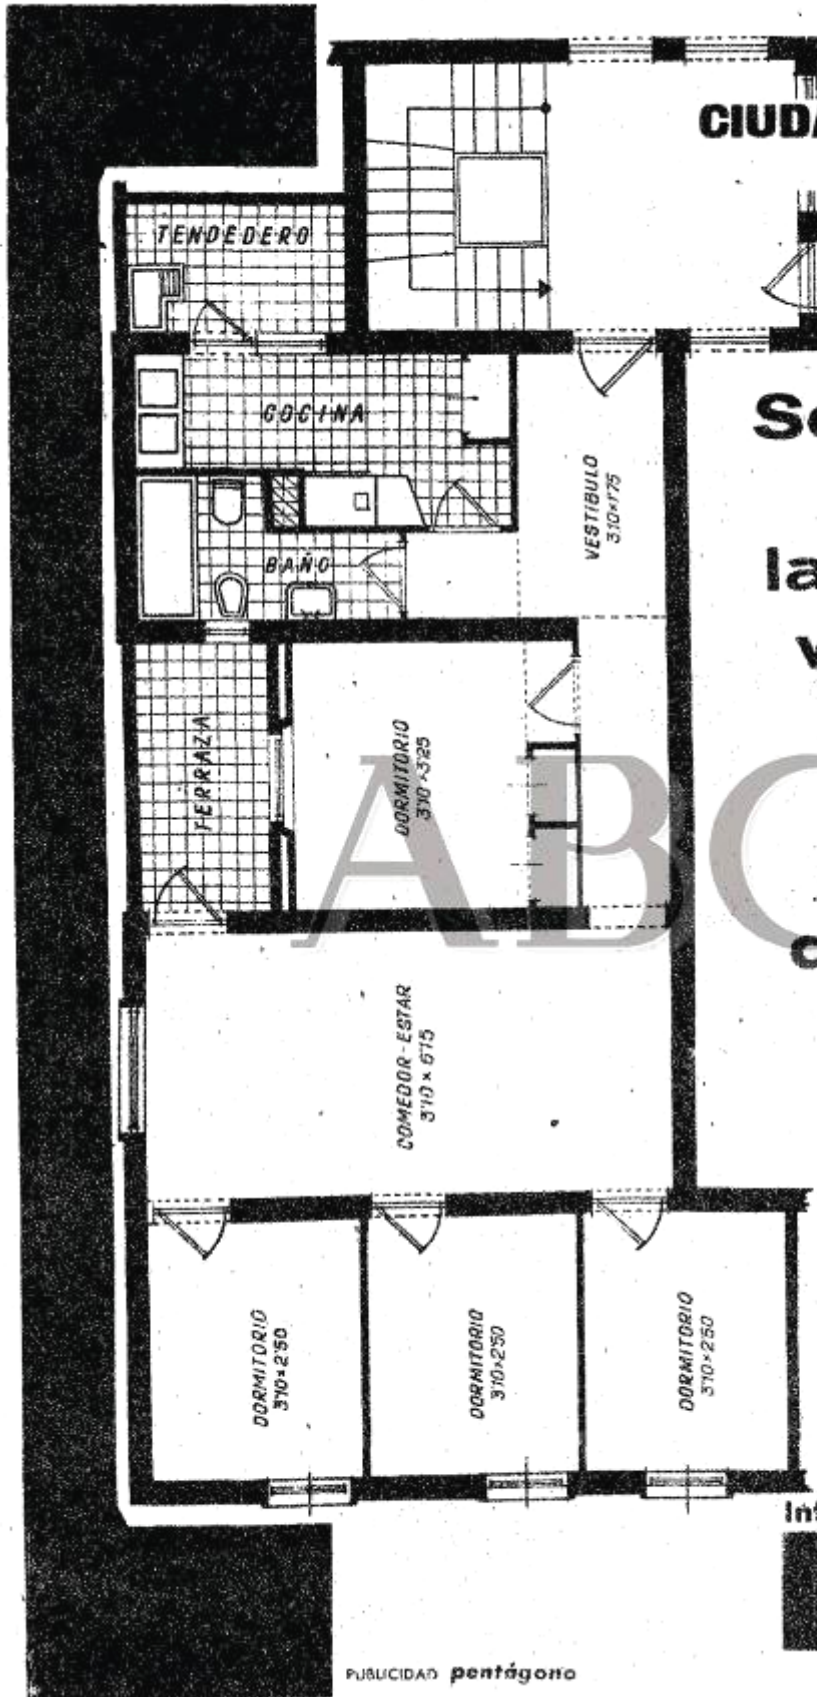 CIUDA
TENDEDERO
COCINA
Se
VESTIBULO
3.10×1'75
la
BAÑO
v
TERRAZA
DORMITORIO
3'10×3'25
ABC
c
COMEDOR-ESTAR
3'10 × 6'15
DORMITORIO
3'10×2'50
DORMITORIO
3'10×2'50
DORMITORIO
3'10×2'50
Inf
PUBLICIDAD pentágono